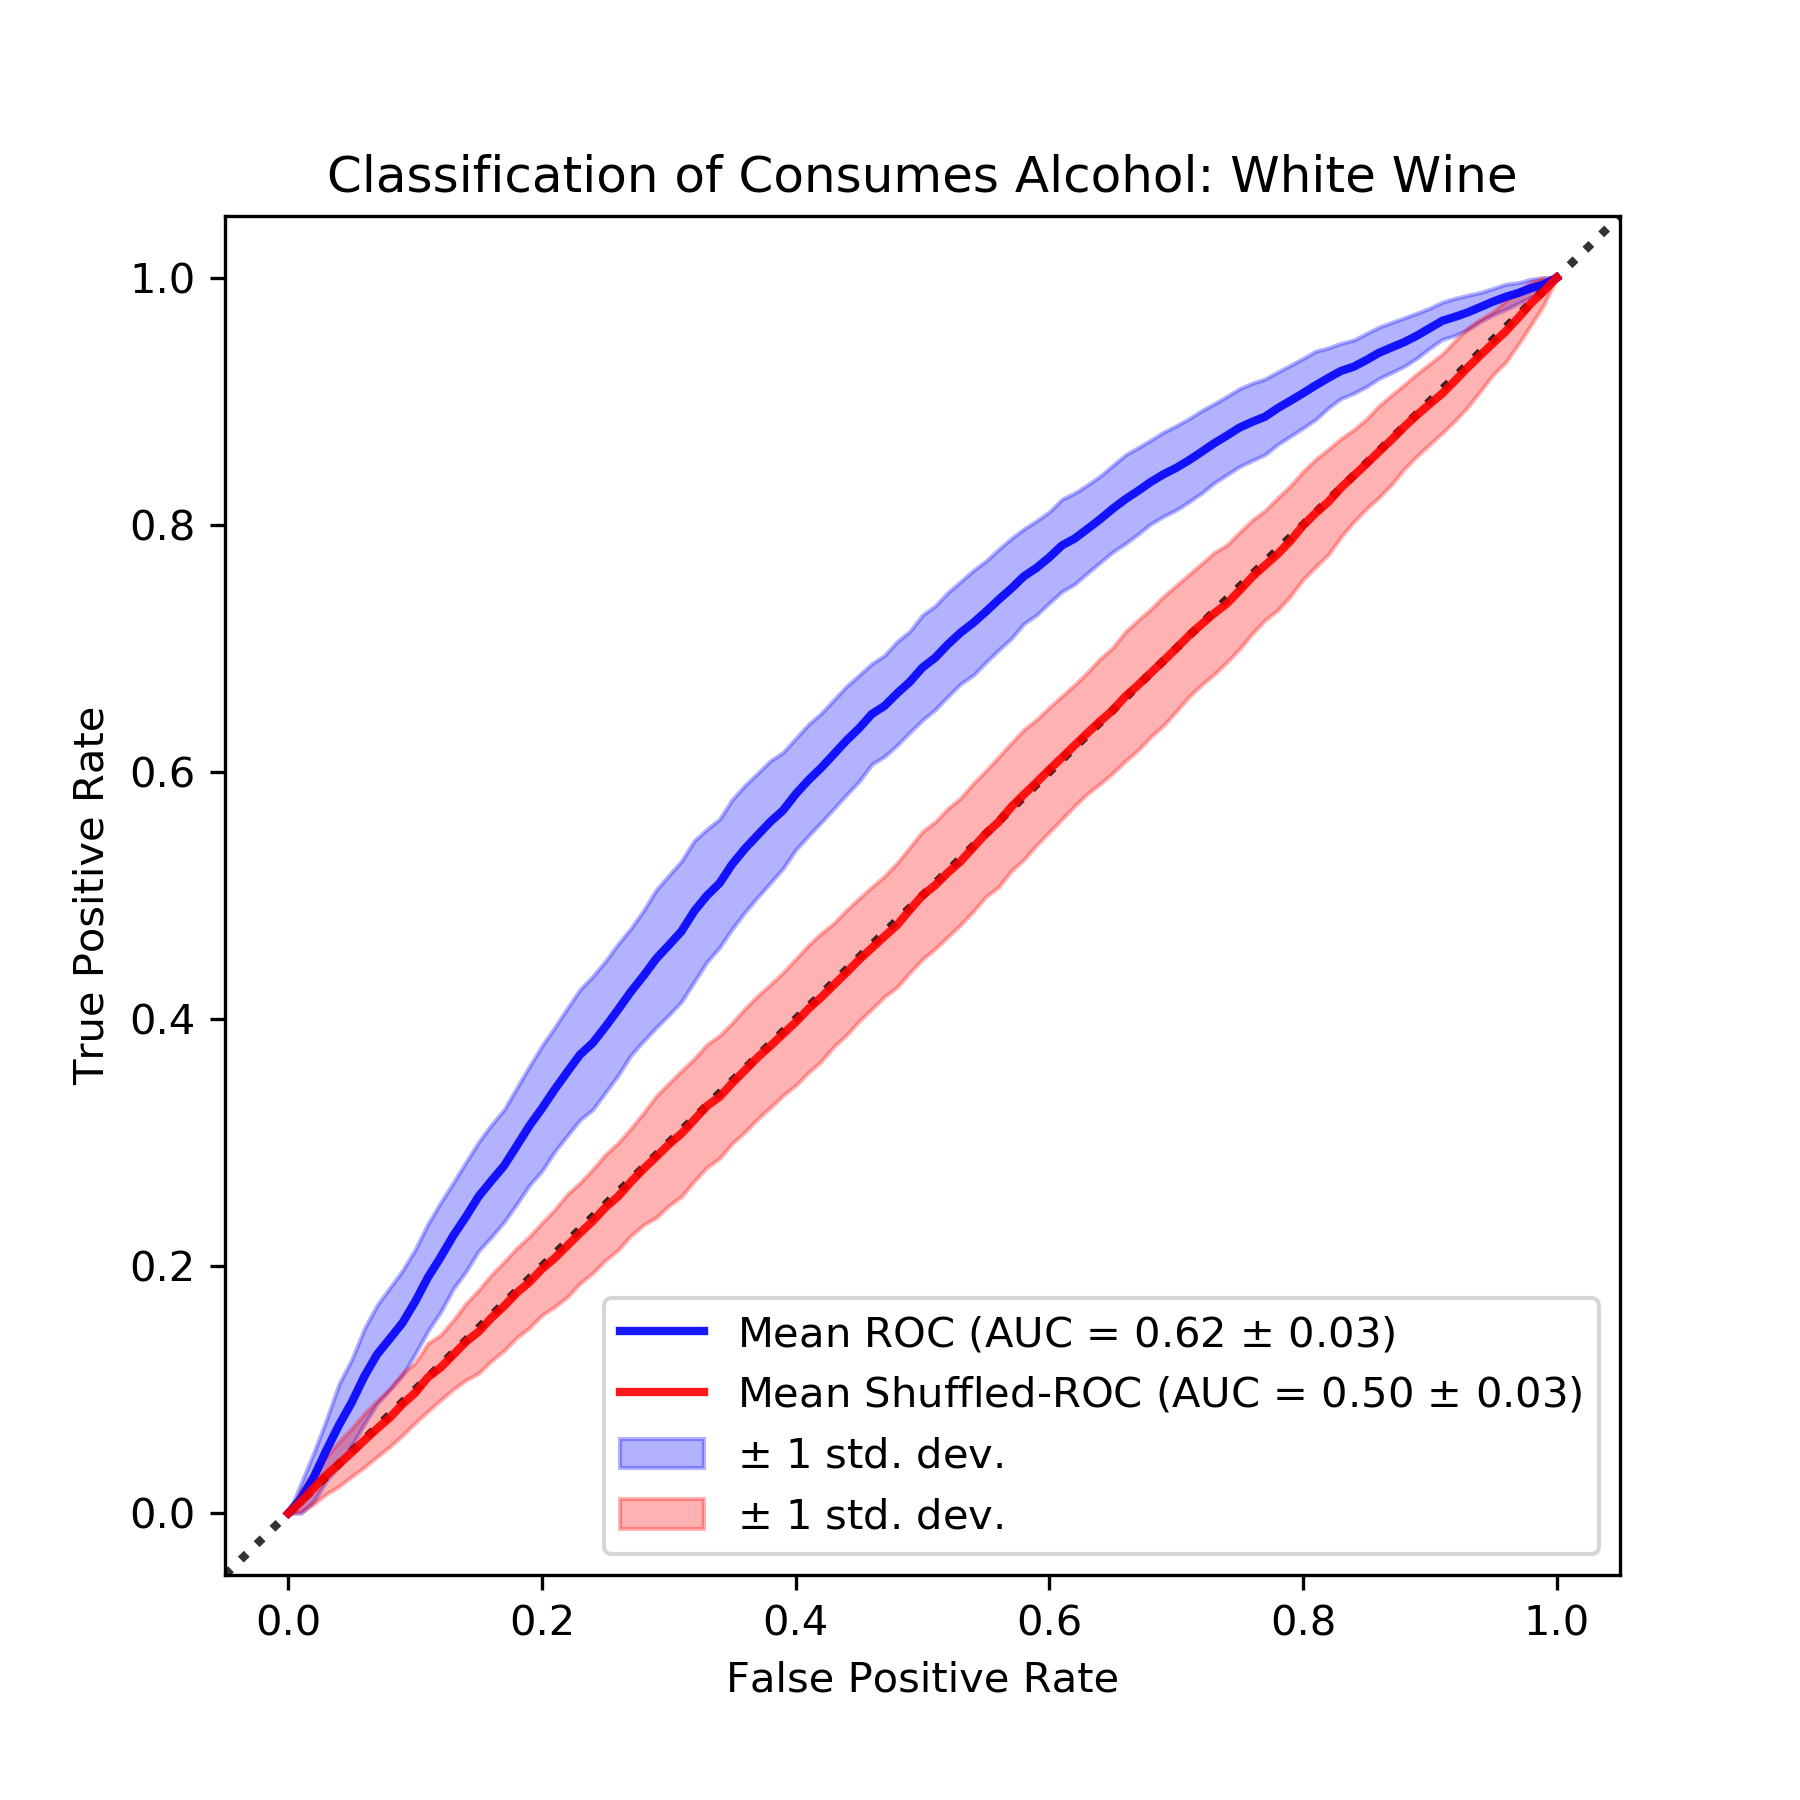 Classification of Consumes Alcohol: White Wine
True Positive Rate
1.0
0.8
0.6
0.4
0.2
0.0
Mean ROC (AUC = 0.62 ± 0.03)
Mean Shuffled-ROC (AUC = 0.50 ± 0.03)
± 1 std. dev.
± 1 std. dev.
0.0 0.2 0.4 0.6 0.8 1.0
False Positive Rate